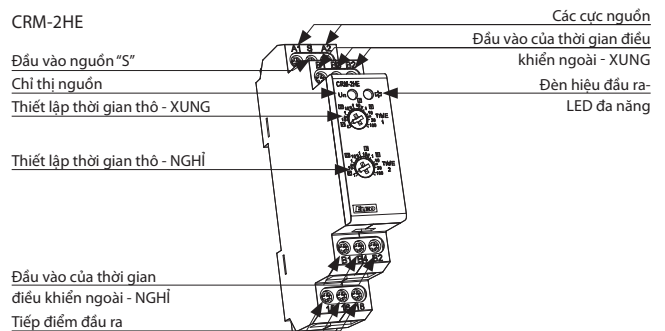 CRM-2HE
Các cực nguồn
Đầu vào của thời gian điều
khiển ngoài - XUNG
Đầu vào nguồn “S”
Chỉ thị nguồn
Đèn hiệu đầu ra-
LED đa năng
Thiết lập thời gian thô - XUNG
Thiết lập thời gian thô - NGHỈ
A1 S A2
CRM-2HE
Un
TIME
1
TIME
2
B1 B4 B2
Đầu vào của thời gian
điều khiển ngoài - NGHỈ
Tiếp điểm đầu ra